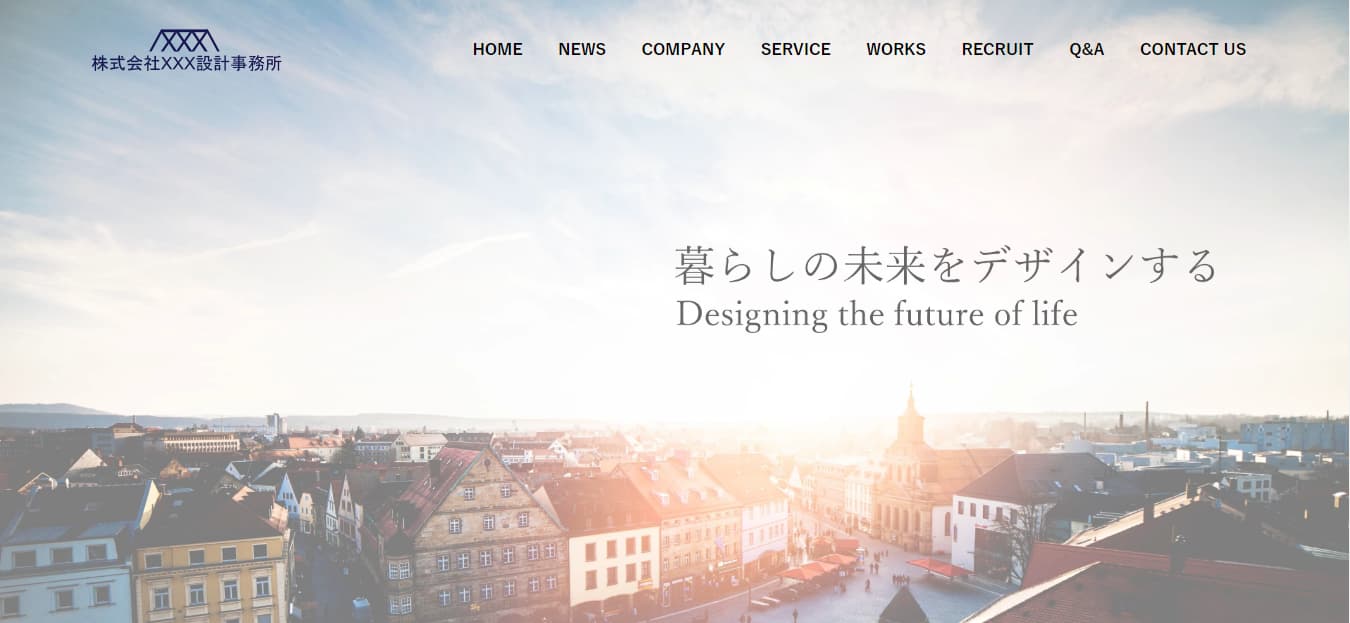 株式会社XXX設計事務所
HOME NEWS COMPANY SERVICE WORKS RECRUIT Q&A CONTACT US
暮らしの未来をデザインする
Designing the future of life